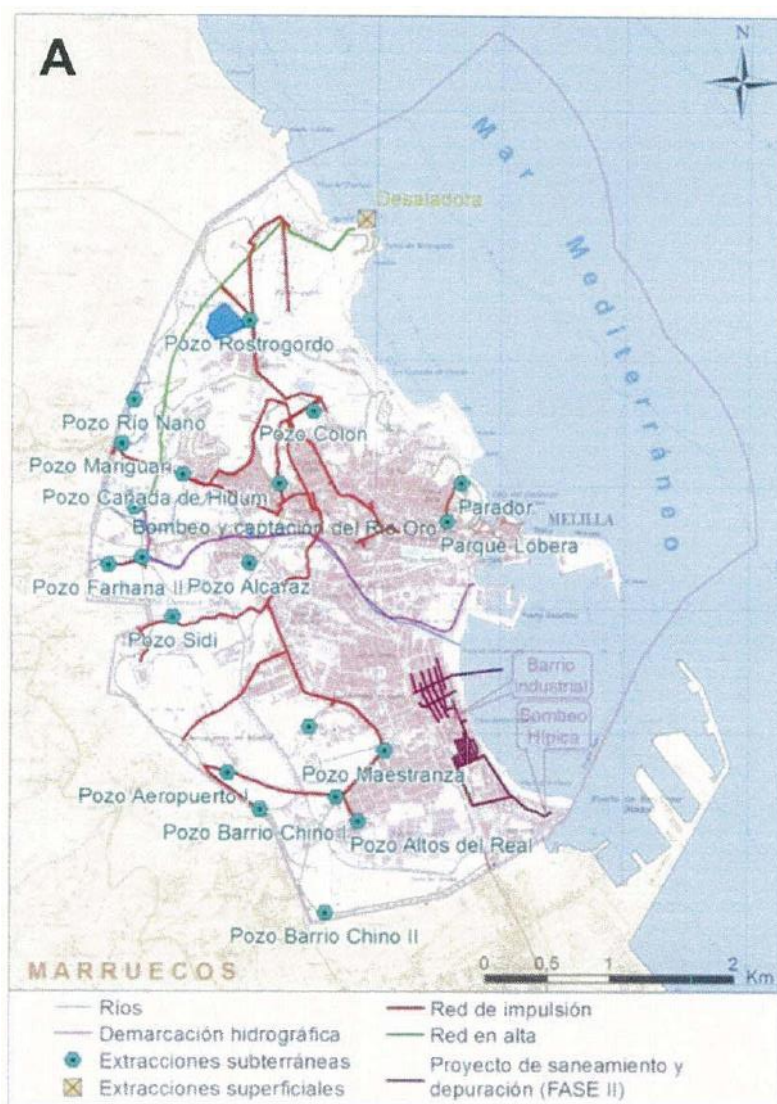 A
N
Mar
Mediterráneo
Desaladora
Pozo Rostrogordo
Pozo Río Nano
Pozo Colon
Pozo Mariguari
Pozo Cañada de Hidum
Parador
MELILLA
Bombeo y captación del Río Oro
Parque Lobera
Pozo Farhana II
Pozo Alcaraz
Pozo Sidi
Barrio
Industrial
Bombeo
Hípica
Pozo Maestranza
Pozo Aeropuerto I
Pozo Barrio Chino I
Pozo Altos del Real
Pozo Barrio Chino II
MARRUECOS
0 0,5 1 2
Km
Ríos
Demarcación hidrográfica
Extracciones subterráneas
Extracciones superficiales
Red de impulsión
Red en alta
Proyecto de saneamiento y
depuración (FASE II)